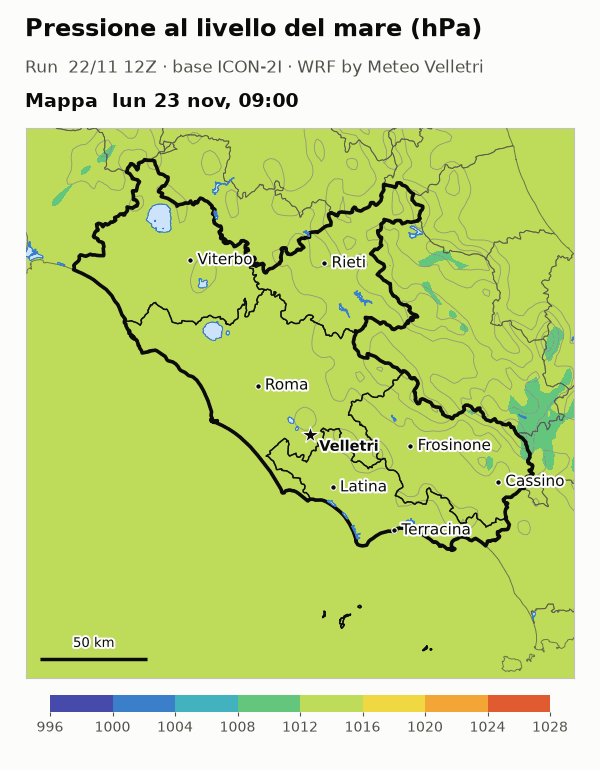 Pressione al livello del mare (hPa)
Run 22/11 12Z · base ICON-2I · WRF by Meteo Velletri
Mappa lun 23 nov, 09:00
Viterbo
Rieti
Roma
Velletri
Frosinone
Cassino
Latina
Terracina
50 km
996 1000 1004 1008 1012 1016 1020 1024 1028